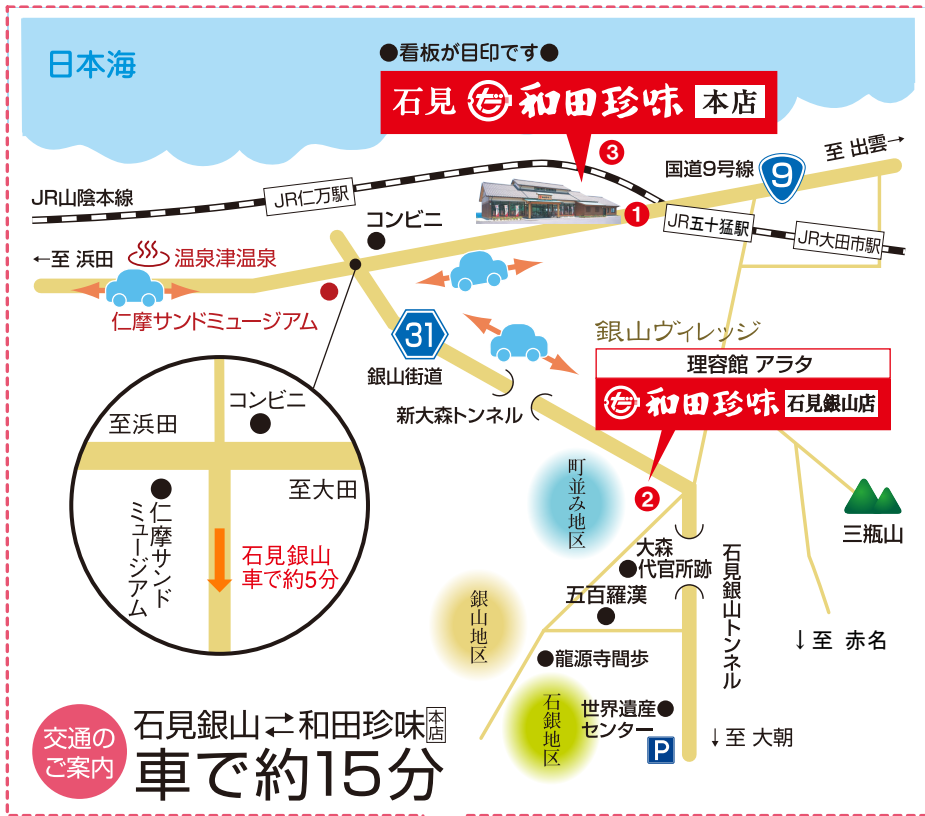 日本海
●看板が目印です●
石見 だ 和田珍味 本店
3
至 出雲→
国道9号線
9
JR山陰本線
JR仁万駅
1
JR五十猛駅
JR大田市駅
コンビニ
←至 浜田
温泉津温泉
仁摩サンドミュージアム
31
銀山街道
新大森トンネル
銀山ヴィレッジ
理容館 アラタ
だ 和田珍味 石見銀山店
2
コンビニ
至浜田
至大田
仁摩サンド
ミュージアム
石見銀山
車で約5分
町並み地区
三瓶山
大森
代官所跡
石見銀山トンネル
五百羅漢
銀山地区
↓至 赤名
龍源寺間歩
石銀地区
世界遺産
センター
P
↓至 大朝
交通の
ご案内
石見銀山⇄和田珍味本店
車で約15分